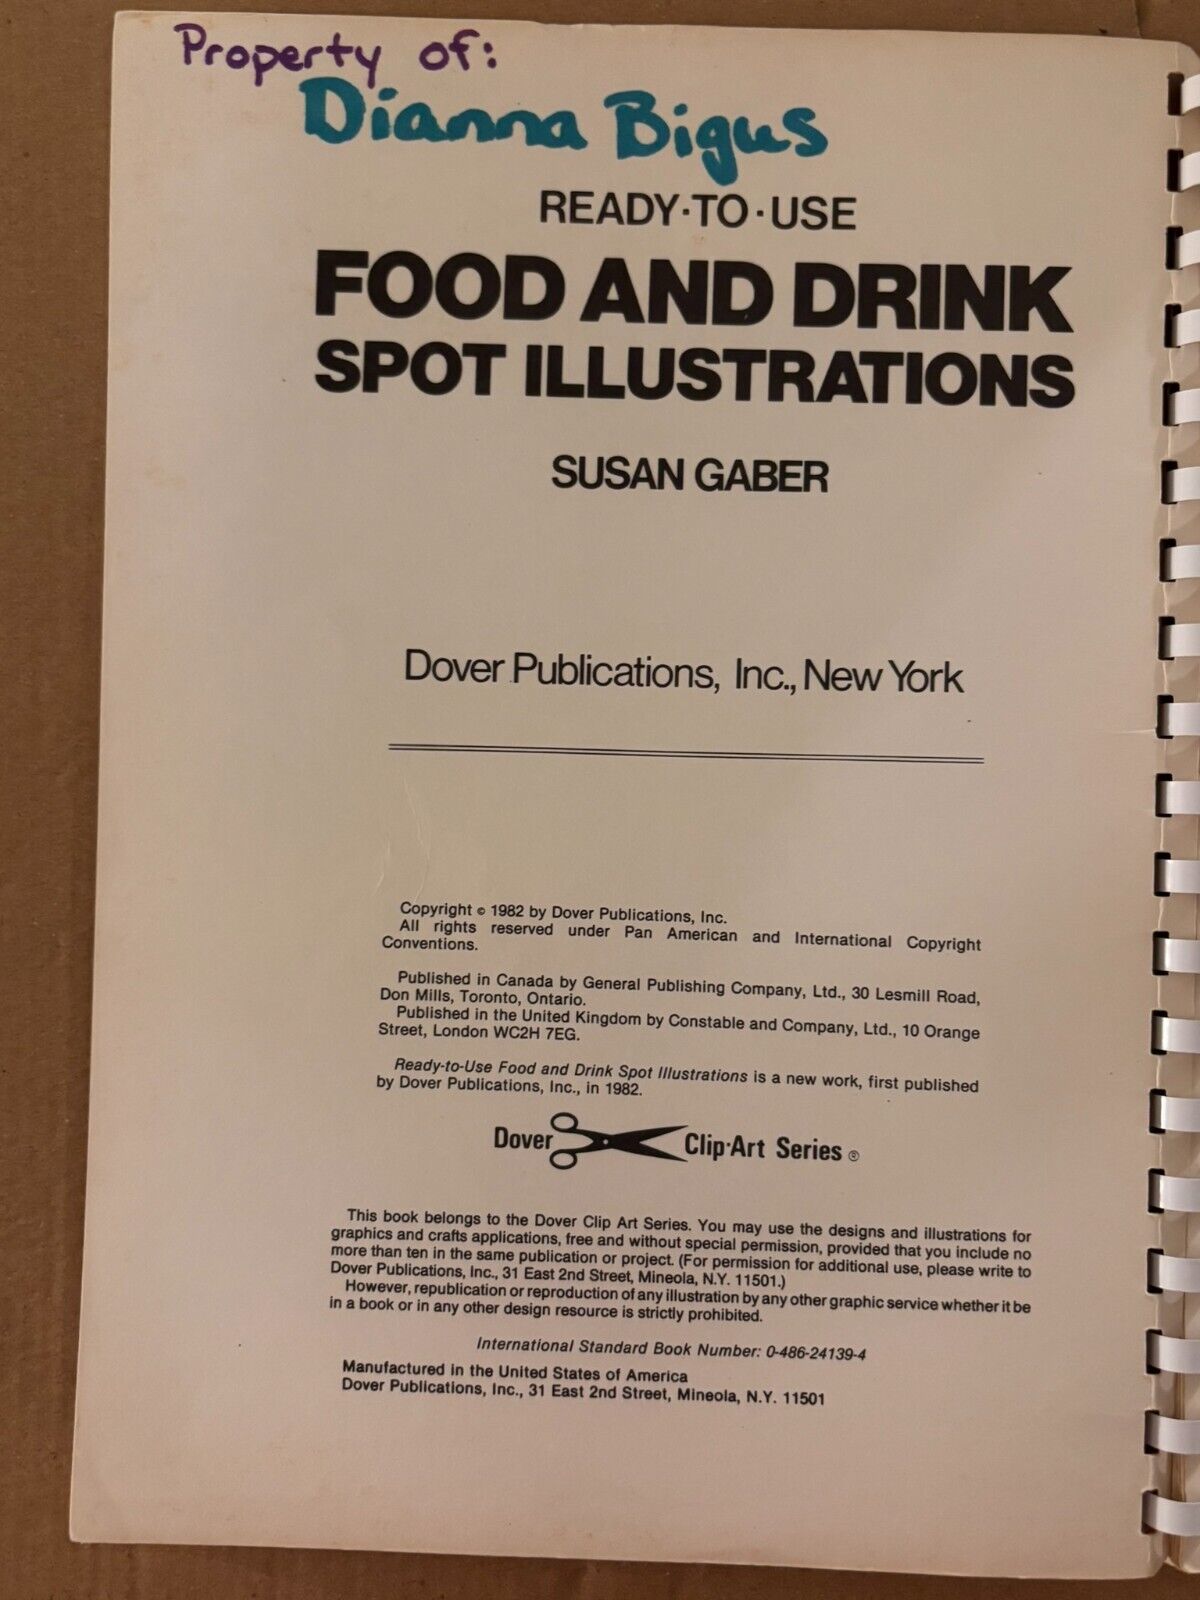 Property of:
Dianna Bigus
READY·TO·USE
FOOD AND DRINK
SPOT ILLUSTRATIONS
SUSAN GABER
Dover Publications, Inc., New York
Copyright © 1982 by Dover Publications, Inc.
All rights reserved under Pan American and International Copyright
Conventions.
Published in Canada by General Publishing Company, Ltd., 30 Lesmill Road,
Don Mills, Toronto, Ontario.
Published in the United Kingdom by Constable and Company, Ltd., 10 Orange
Street, London WC2H 7EG.
Ready-to-Use Food and Drink Spot Illustrations is a new work, first published
by Dover Publications, Inc., in 1982.
Dover Clip·Art Series ®
This book belongs to the Dover Clip Art Series. You may use the designs and illustrations for
graphics and crafts applications, free and without special permission, provided that you include no
more than ten in the same publication or project. (For permission for additional use, please write to
Dover Publications, Inc., 31 East 2nd Street, Mineola, N.Y. 11501.)
However, republication or reproduction of any illustration by any other graphic service whether it be
in a book or in any other design resource is strictly prohibited.
International Standard Book Number: 0-486-24139-4
Manufactured in the United States of America
Dover Publications, Inc., 31 East 2nd Street, Mineola, N.Y. 11501